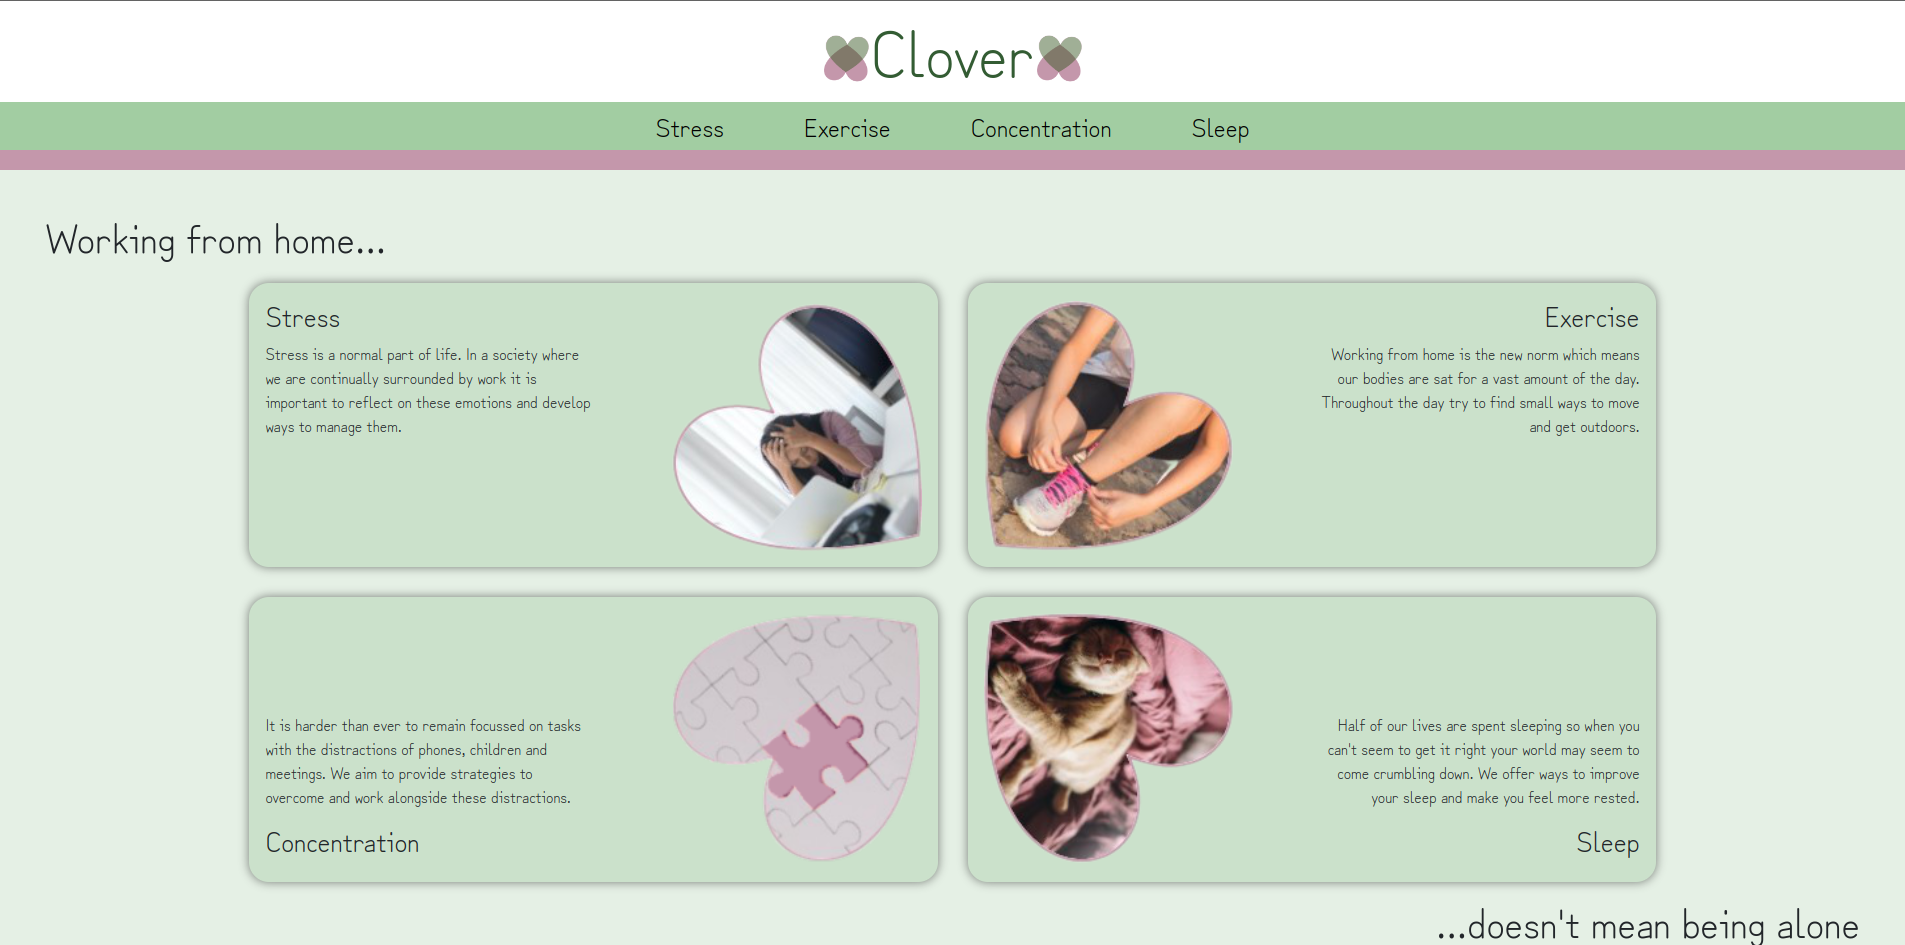 Clover
Stress Exercise Concentration Sleep
Working from home...
Stress
Stress is a normal part of life. In a society where
we are continually surrounded by work it is
important to reflect on these emotions and develop
ways to manage them.
Exercise
Working from home is the new norm which means
our bodies are sat for a vast amount of the day.
Throughout the day try to find small ways to move
and get outdoors.
It is harder than ever to remain focussed on tasks
with the distractions of phones, children and
meetings. We aim to provide strategies to
overcome and work alongside these distractions.
Concentration
Half of our lives are spent sleeping so when you
can't seem to get it right your world may seem to
come crumbling down. We offer ways to improve
your sleep and make you feel more rested.
Sleep
...doesn't mean being alone